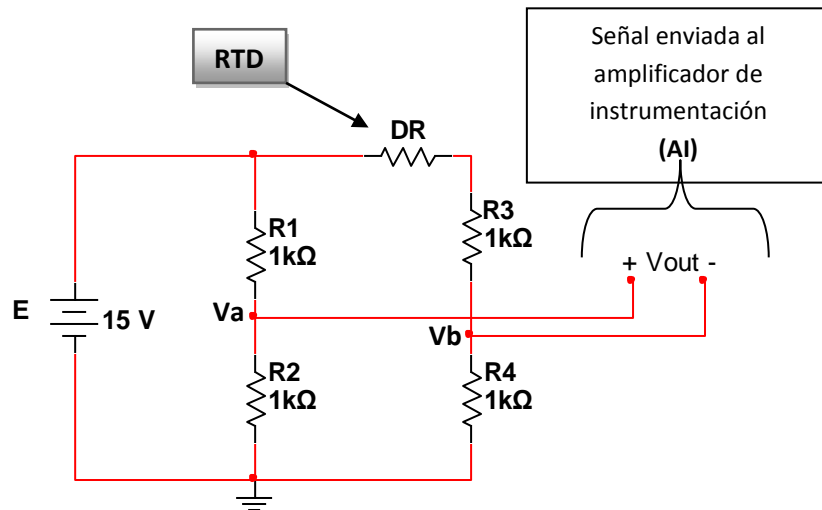 RTD
Señal enviada al
amplificador de
instrumentación
(AI)
DR
R1
1kΩ
R3
1kΩ
+ Vout -
E
15 V
Va
Vb
R2
1kΩ
R4
1kΩ